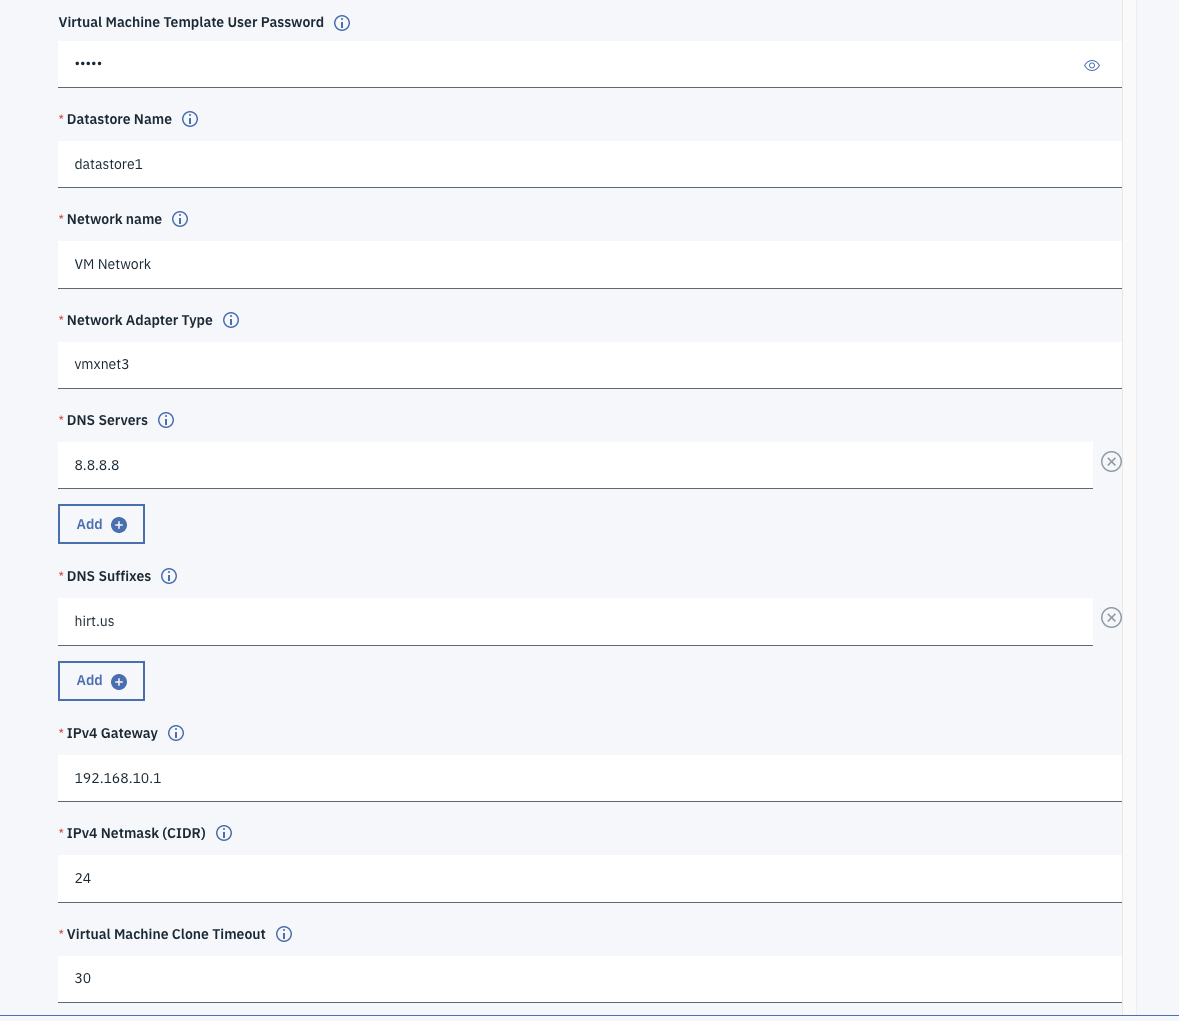 Virtual Machine Template User Password
•••••
* Datastore Name
datastore1
* Network name
VM Network
* Network Adapter Type
vmxnet3
* DNS Servers
8.8.8.8
Add
* DNS Suffixes
hirt.us
Add
* IPv4 Gateway
192.168.10.1
* IPv4 Netmask (CIDR)
24
* Virtual Machine Clone Timeout
30